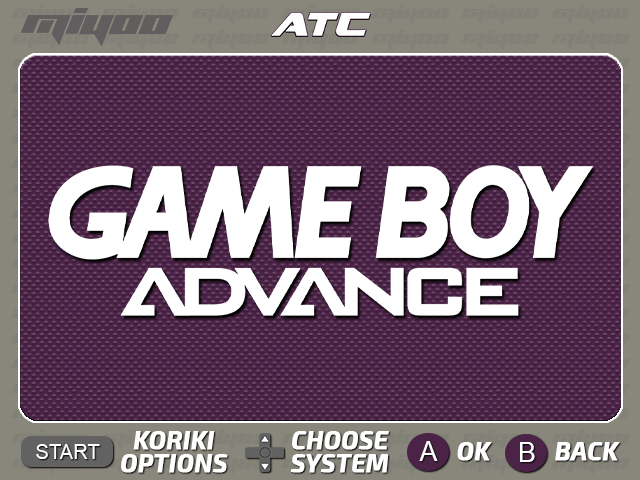 miyoo
ATC
GAME BOY
ADVANCE
START
KORIKI
OPTIONS
CHOOSE
SYSTEM
A
OK
B
BACK